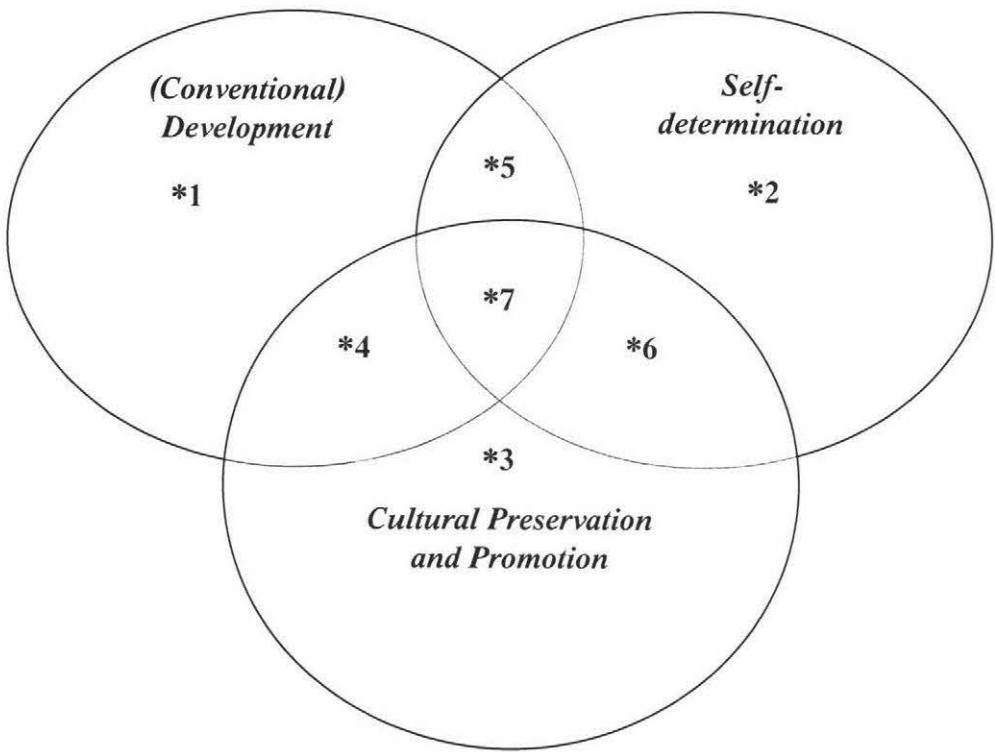 (Conventional)
Development
*1
Self-
determination
*2
*5
*7
*4
*6
*3
Cultural Preservation
and Promotion